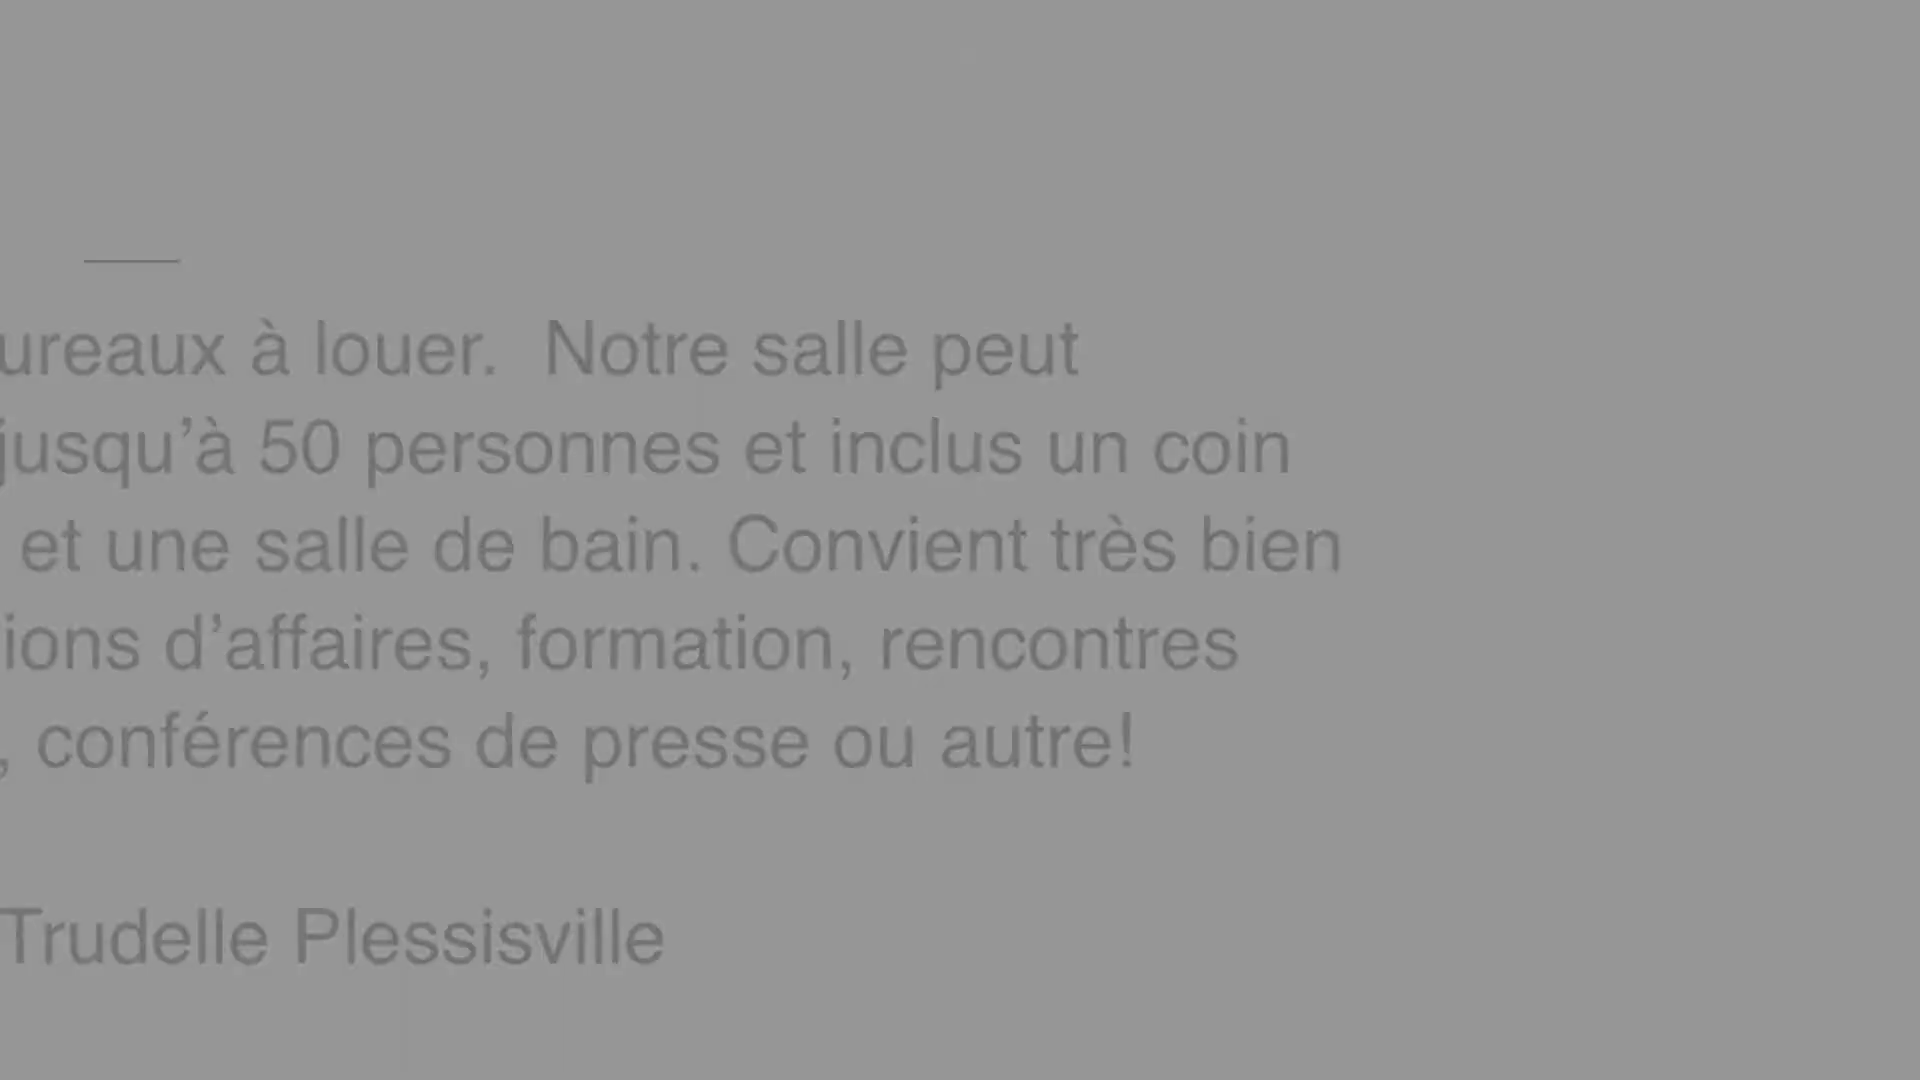 ureaux à louer.  Notre salle peut
jusqu’à 50 personnes et inclus un coin
et une salle de bain. Convient très bien
ions d’affaires, formation, rencontres
, conférences de presse ou autre!
Trudelle Plessisville